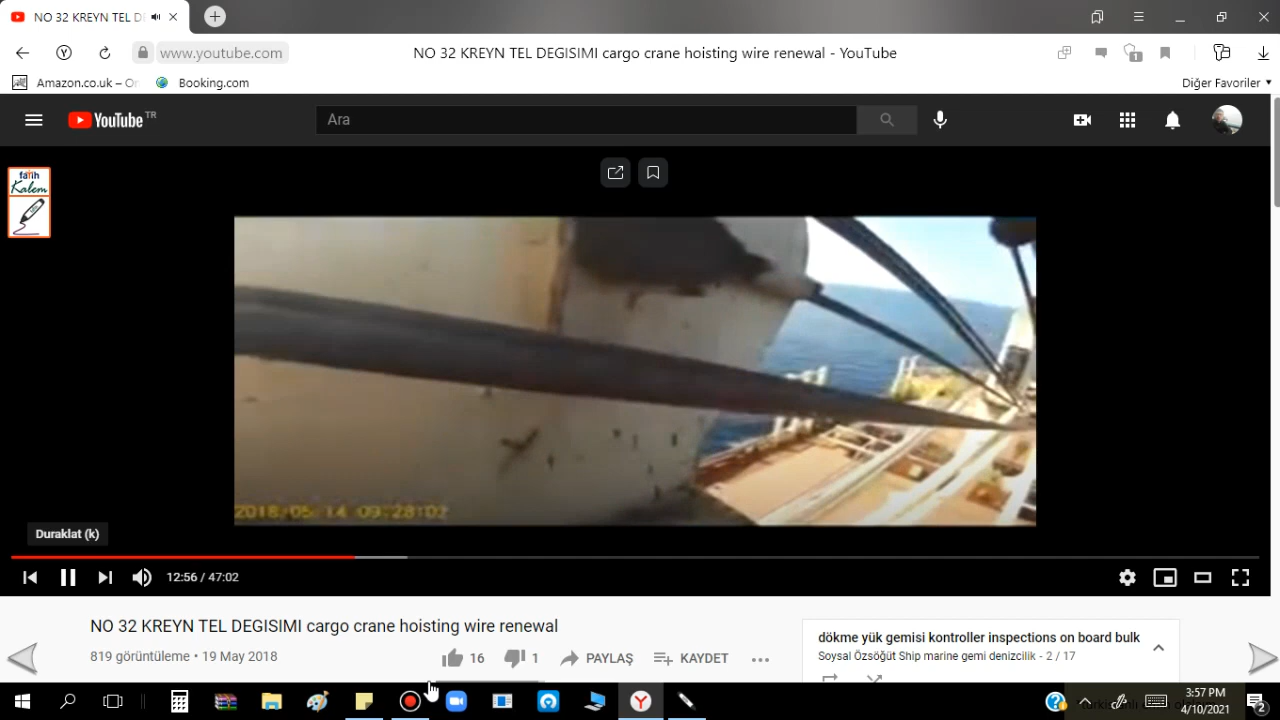 NO 32 KREYN TEL D
www.youtube.com
NO 32 KREYN TEL DEGISIMI cargo crane hoisting wire renewal - YouTube
1
Amazon.co.uk – O
Booking.com
Diğer Favoriler
YouTube TR
Ara
fatih
Kalem
2018/05/14 09:28:02
Duraklat (k)
12:56 / 47:02
NO 32 KREYN TEL DEGISIMI cargo crane hoisting wire renewal
819 görüntüleme • 19 May 2018
16
1
PAYLAŞ
KAYDET
dökme yük gemisi kontroller inspections on board bulk
Soysal Özsöğüt Ship marine gemi denizcilik - 2 / 17
3:57 PM
4/10/2021
2